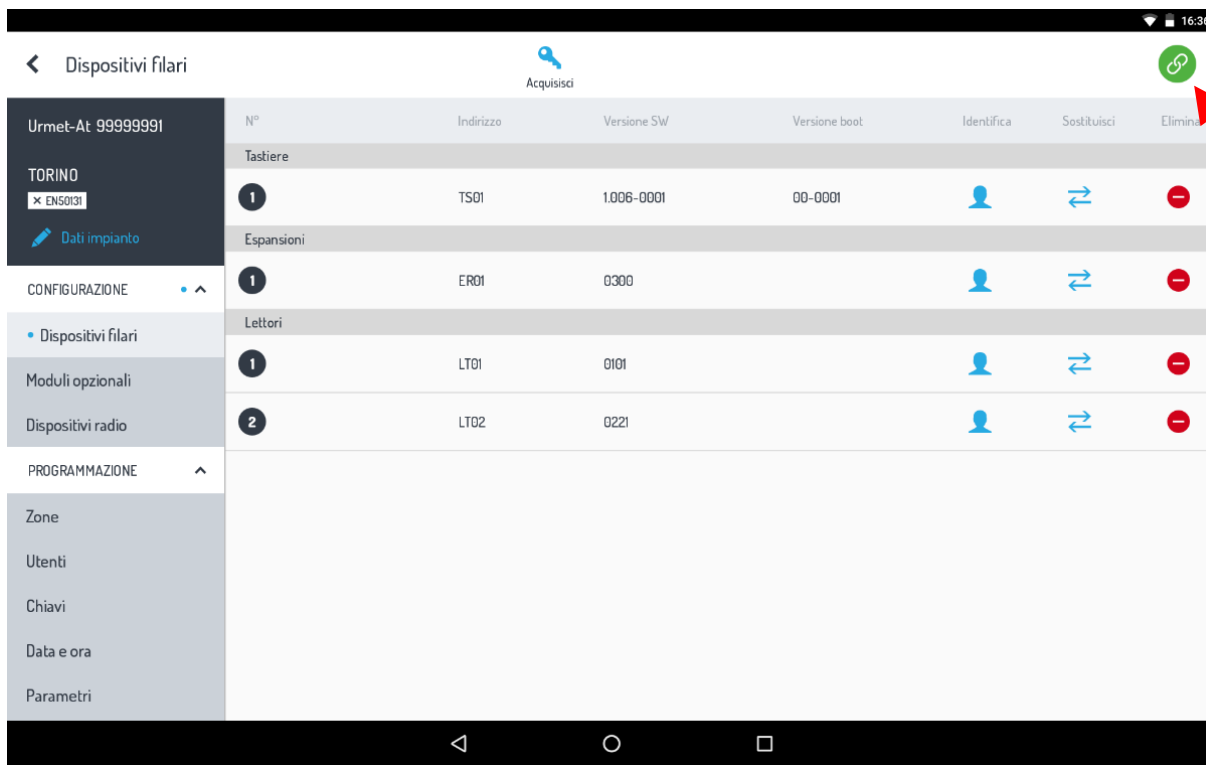 16:36
Dispositivi filari
Acquisisci
Urmet-At 99999991
TORINO
× EN50131
Dati impianto
CONFIGURAZIONE
• Dispositivi filari
Moduli opzionali
Dispositivi radio
PROGRAMMAZIONE
Zone
Utenti
Chiavi
Data e ora
Parametri
N° Indirizzo Versione SW Versione boot Identifica Sostituisci Elimina
Tastiere
1 TS01 1.006-0001 00-0001
Espansioni
1 ER01 0300
Lettori
1 LT01 0101
2 LT02 0221